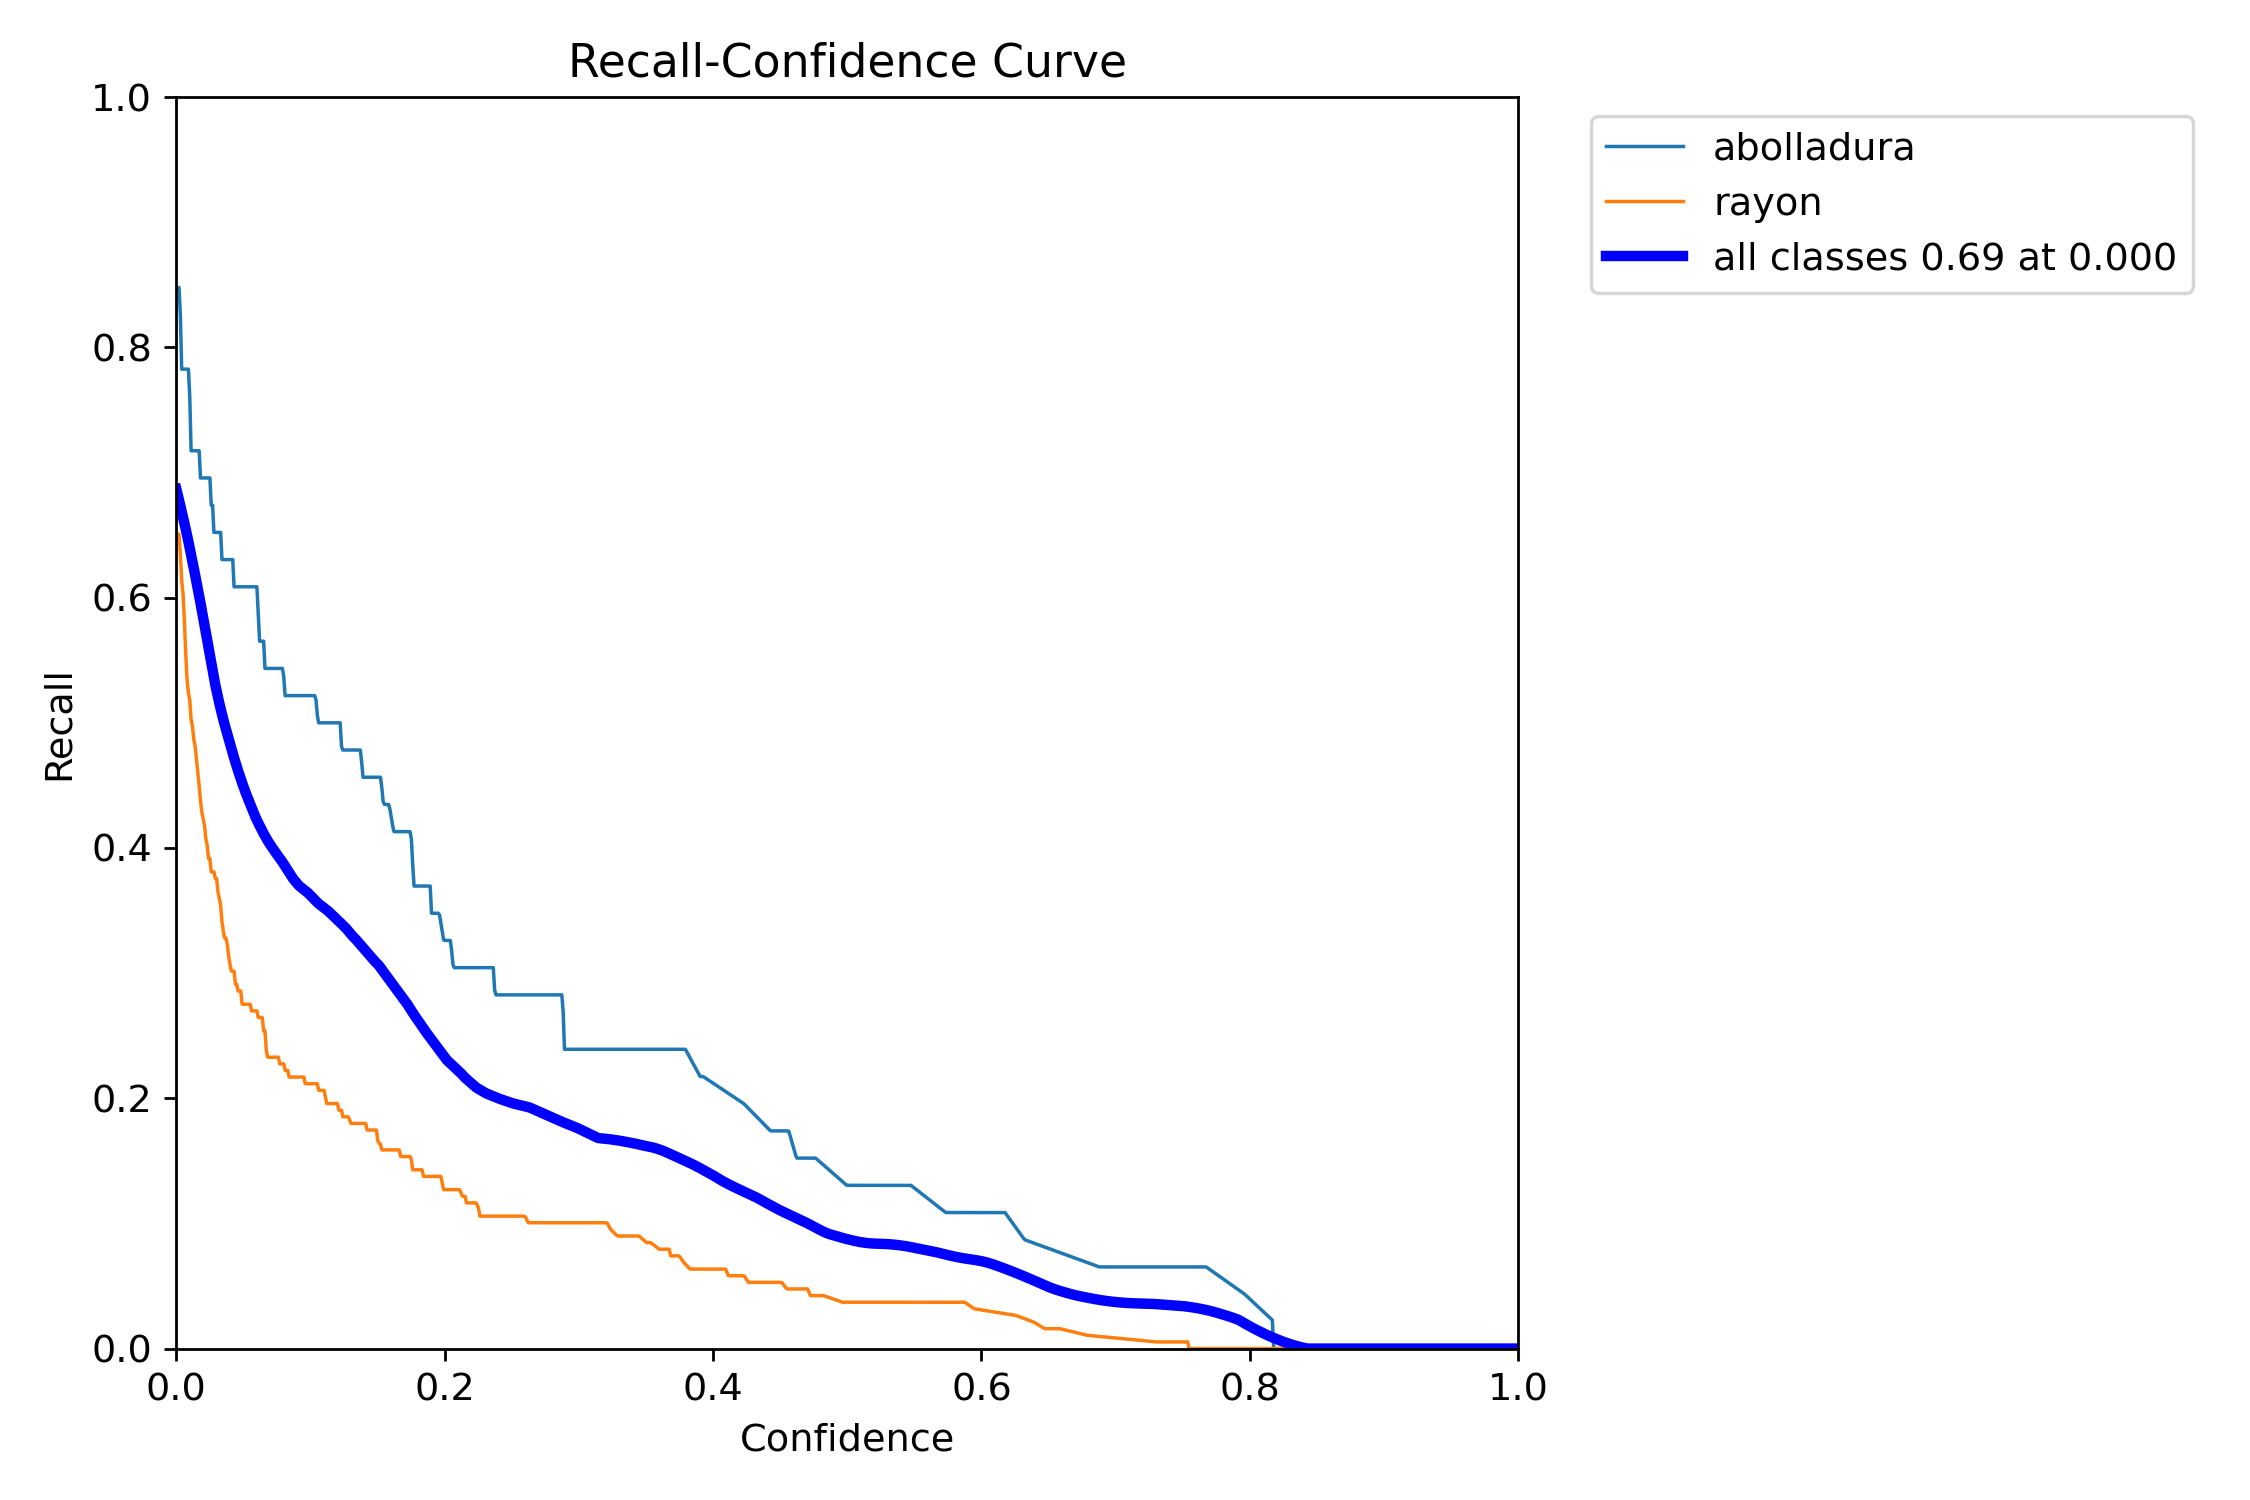 Recall-Confidence Curve
1.0
0.8
0.6
0.4
0.2
0.0
Recall
0.0 0.2 0.4 0.6 0.8 1.0
Confidence
abolladura
rayon
all classes 0.69 at 0.000